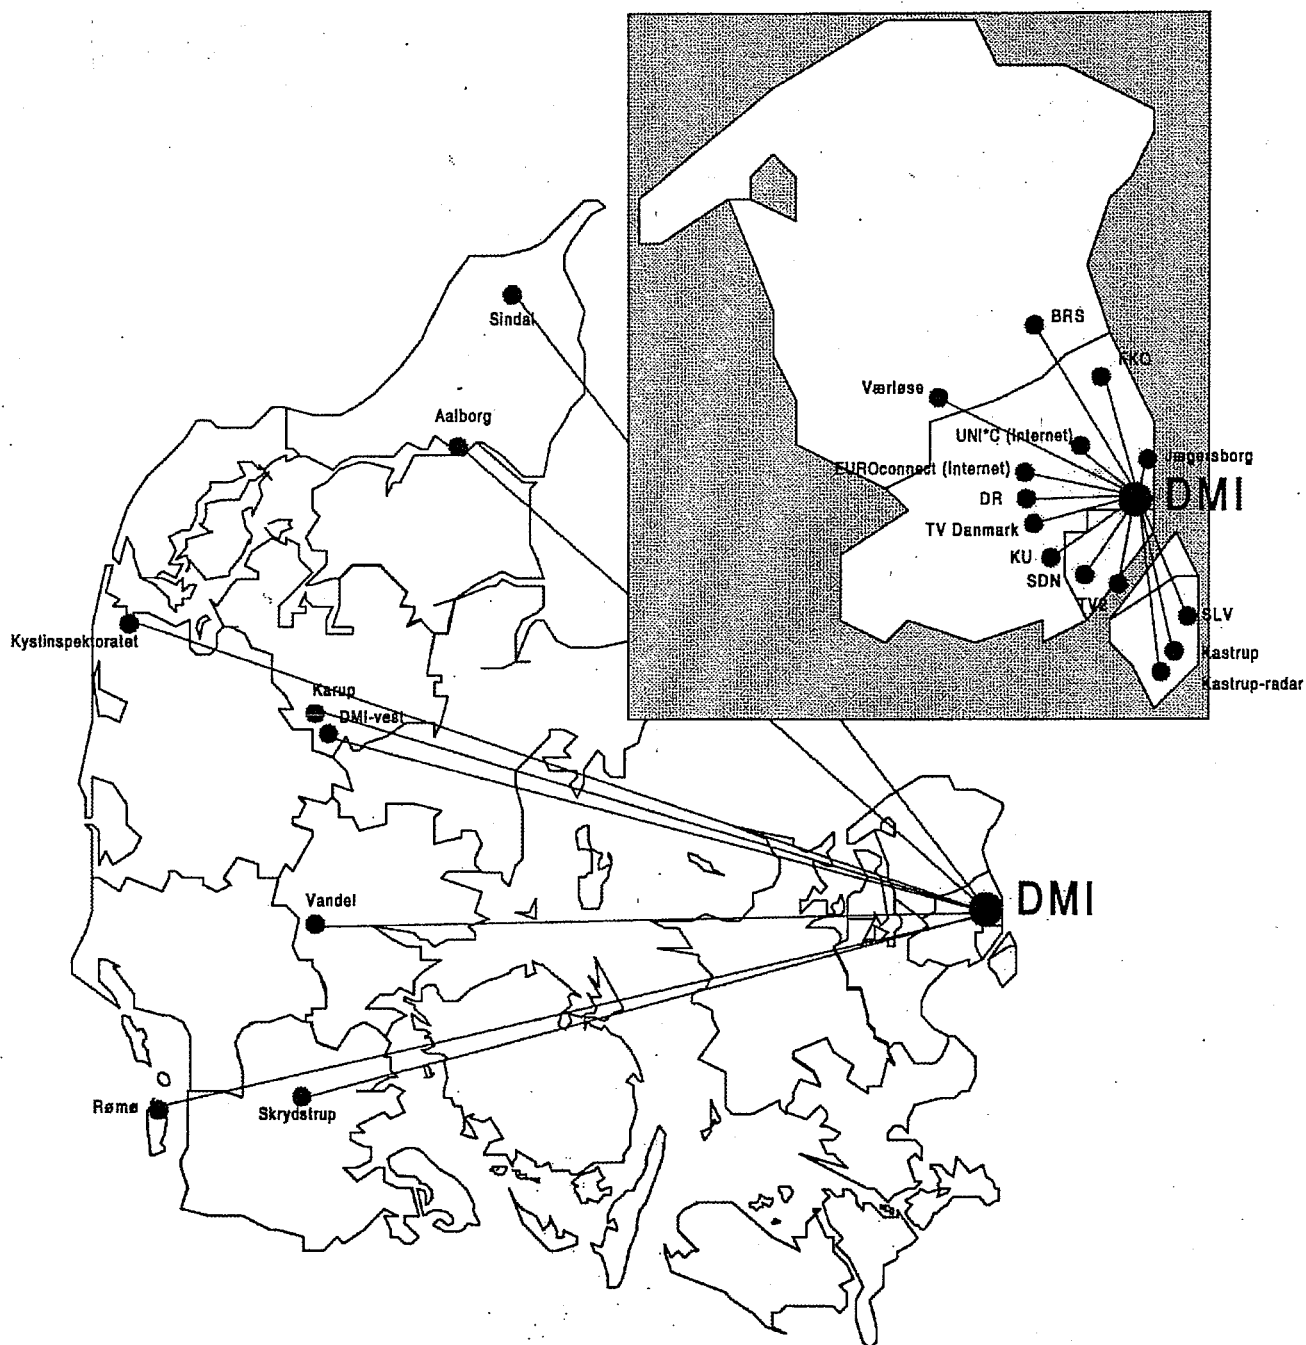 BRS
Sindal
FKO
Værløse
Aalborg
UNI*C (Internet)
Jægersborg
EUROconnect (Internet)
DMI
DR
TV Danmark
KU
SDN
TV2
SLV
Kystinspektoratet
Kastrup
Kastrup-radar
Karup
DMI-vest
DMI
Vandel
Rømø
Skrydstrup